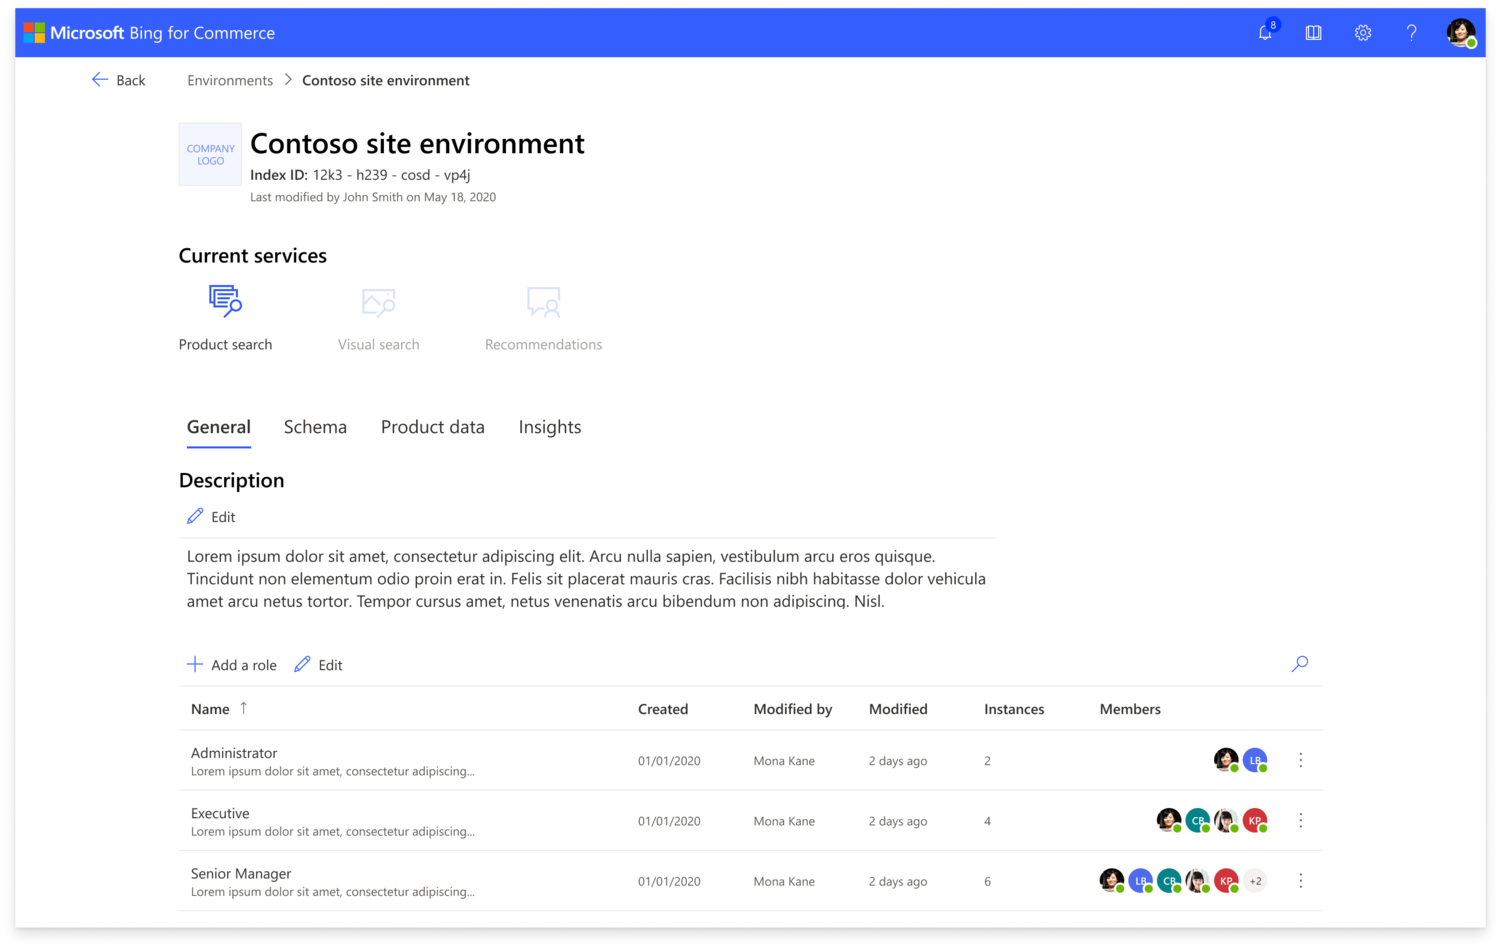 Microsoft Bing for Commerce
8
Back
Environments
Contoso site environment
COMPANY
LOGO
Contoso site environment
Index ID: 12k3 - h239 - cosd - vp4j
Last modified by John Smith on May 18, 2020
Current services
Product search
Visual search
Recommendations
General
Schema
Product data
Insights
Description
Edit
Lorem ipsum dolor sit amet, consectetur adipiscing elit. Arcu nulla sapien, vestibulum arcu eros quisque.
Tincidunt non elementum odio proin erat in. Felis sit placerat mauris cras. Facilisis nibh habitasse dolor vehicula
amet arcu netus tortor. Tempor cursus amet, netus venenatis arcu bibendum non adipiscing. Nisl.
Add a role
Edit
Name ↑ Created Modified by Modified Instances Members
Administrator
Lorem ipsum dolor sit amet, consectetur adipiscing...
01/01/2020 Mona Kane 2 days ago 2 LB
Executive
Lorem ipsum dolor sit amet, consectetur adipiscing...
01/01/2020 Mona Kane 2 days ago 4 CB KP
Senior Manager
Lorem ipsum dolor sit amet, consectetur adipiscing...
01/01/2020 Mona Kane 2 days ago 6 LB CB KP +2